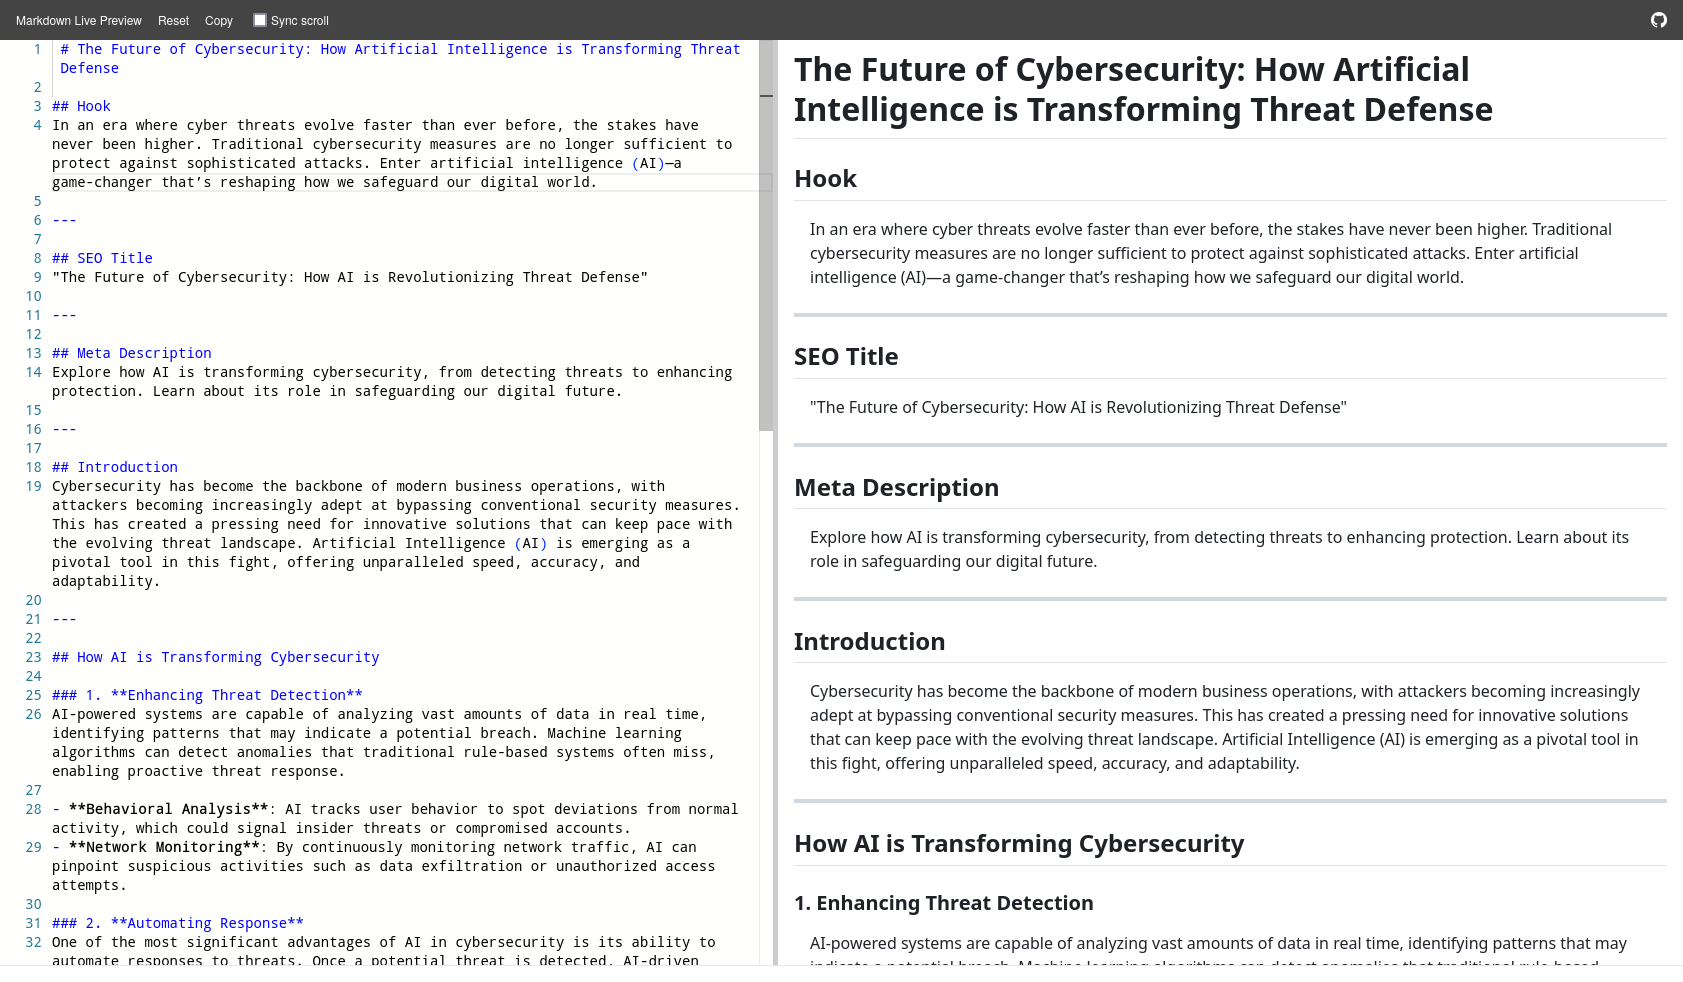 Markdown Live Preview Reset Copy Sync scroll
1 # The Future of Cybersecurity: How Artificial Intelligence is Transforming Threat
Defense
2
3 ## Hook
4 In an era where cyber threats evolve faster than ever before, the stakes have
never been higher. Traditional cybersecurity measures are no longer sufficient to
protect against sophisticated attacks. Enter artificial intelligence (AI)—a
game-changer that’s reshaping how we safeguard our digital world.
5
6 ---
7
8 ## SEO Title
9 "The Future of Cybersecurity: How AI is Revolutionizing Threat Defense"
10
11 ---
12
13 ## Meta Description
14 Explore how AI is transforming cybersecurity, from detecting threats to enhancing
protection. Learn about its role in safeguarding our digital future.
15
16 ---
17
18 ## Introduction
19 Cybersecurity has become the backbone of modern business operations, with
attackers becoming increasingly adept at bypassing conventional security measures.
This has created a pressing need for innovative solutions that can keep pace with
the evolving threat landscape. Artificial Intelligence (AI) is emerging as a
pivotal tool in this fight, offering unparalleled speed, accuracy, and
adaptability.
20
21 ---
22
23 ## How AI is Transforming Cybersecurity
24
25 ### 1. **Enhancing Threat Detection**
26 AI-powered systems are capable of analyzing vast amounts of data in real time,
identifying patterns that may indicate a potential breach. Machine learning
algorithms can detect anomalies that traditional rule-based systems often miss,
enabling proactive threat response.
27
28 - **Behavioral Analysis**: AI tracks user behavior to spot deviations from normal
activity, which could signal insider threats or compromised accounts.
29 - **Network Monitoring**: By continuously monitoring network traffic, AI can
pinpoint suspicious activities such as data exfiltration or unauthorized access
attempts.
30
31 ### 2. **Automating Response**
32 One of the most significant advantages of AI in cybersecurity is its ability to
automate responses to threats. Once a potential threat is detected, AI-driven
The Future of Cybersecurity: How Artificial
Intelligence is Transforming Threat Defense
Hook
In an era where cyber threats evolve faster than ever before, the stakes have never been higher. Traditional
cybersecurity measures are no longer sufficient to protect against sophisticated attacks. Enter artificial
intelligence (AI)—a game-changer that’s reshaping how we safeguard our digital world.
SEO Title
"The Future of Cybersecurity: How AI is Revolutionizing Threat Defense"
Meta Description
Explore how AI is transforming cybersecurity, from detecting threats to enhancing protection. Learn about its
role in safeguarding our digital future.
Introduction
Cybersecurity has become the backbone of modern business operations, with attackers becoming increasingly
adept at bypassing conventional security measures. This has created a pressing need for innovative solutions
that can keep pace with the evolving threat landscape. Artificial Intelligence (AI) is emerging as a pivotal tool in
this fight, offering unparalleled speed, accuracy, and adaptability.
How AI is Transforming Cybersecurity
1. Enhancing Threat Detection
AI-powered systems are capable of analyzing vast amounts of data in real time, identifying patterns that may
indicate a potential breach. Machine learning algorithms can detect anomalies that traditional rule-based